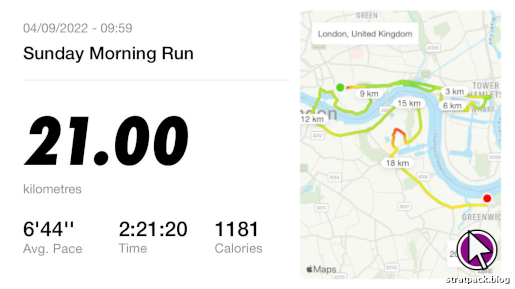 04/09/2022 - 09:59
Sunday Morning Run
21.00
kilometres
6'44''
2:21:20
1181
Avg. Pace
Time
Calories
GREEN
London, United Kingdom
TOWER
HAMLETS
3 km
9 km
6 km
15 km
12 km
18 km
GREENWIC
Maps
stratpack.blog